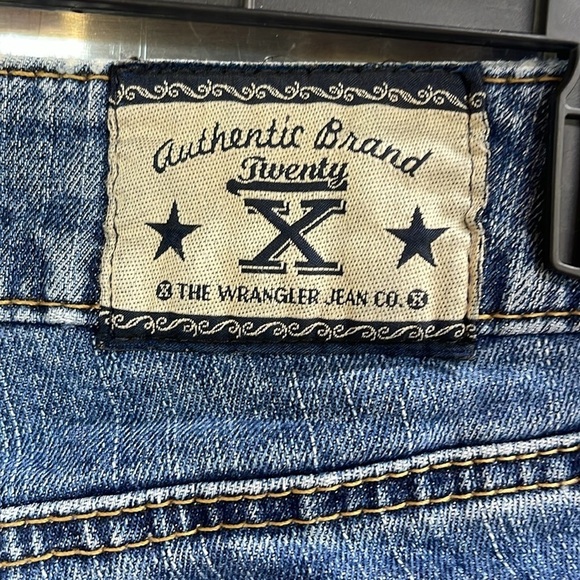 Authentic Brand
Twenty
X
THE WRANGLER JEAN CO.